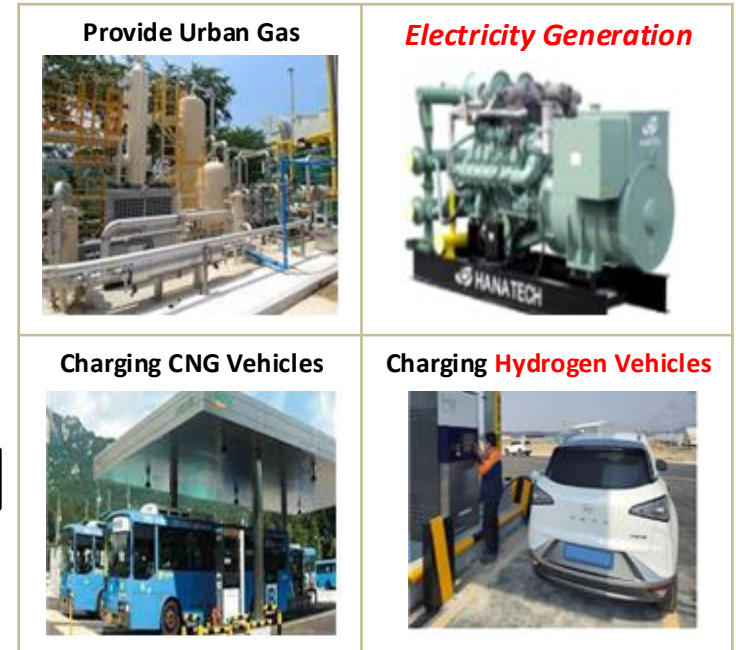 Provide Urban Gas
Electricity Generation
HANATECH
Charging CNG Vehicles
Charging Hydrogen Vehicles